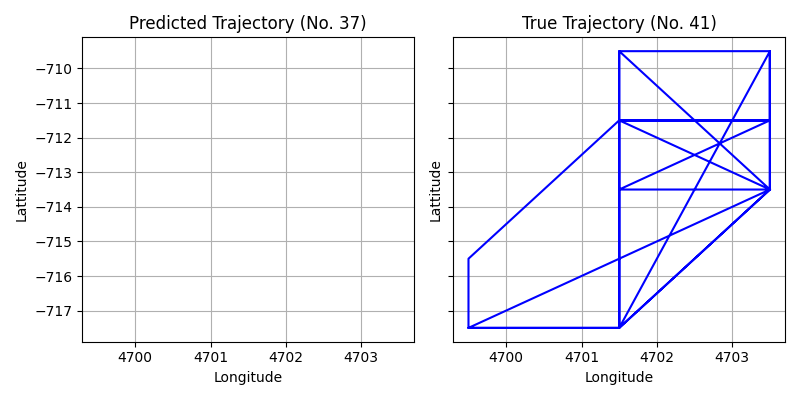 Predicted Trajectory (No. 37)
−710
−711
−712
−713
−714
−715
−716
−717
Lattitude
4700 4701 4702 4703
Longitude
True Trajectory (No. 41)
Lattitude
4700 4701 4702 4703
Longitude